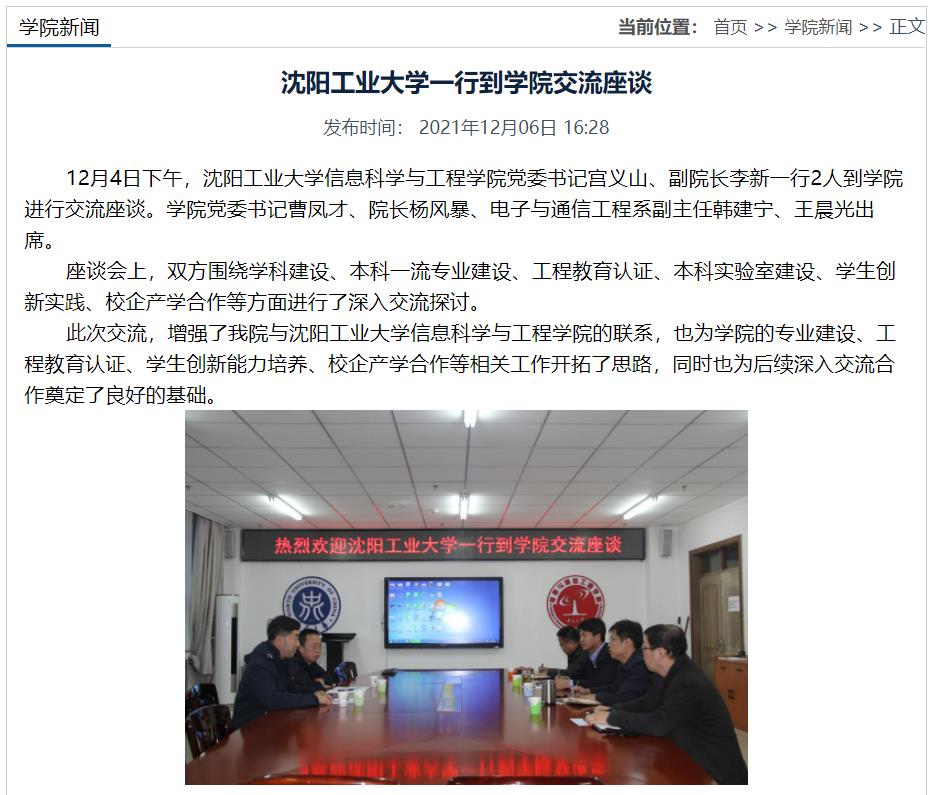 学院新闻
当前位置: 首页 >> 学院新闻 >> 正文
沈阳工业大学一行到学院交流座谈
发布时间: 2021年12月06日 16:28
12月4日下午，沈阳工业大学信息科学与工程学院党委书记宫义山、副院长李新一行2人到学院
进行交流座谈。学院党委书记曹凤才、院长杨风暴、电子与通信工程系副主任韩建宁、王晨光出
席。
座谈会上，双方围绕学科建设、本科一流专业建设、工程教育认证、本科实验室建设、学生创
新实践、校企产学合作等方面进行了深入交流探讨。
此次交流，增强了我院与沈阳工业大学信息科学与工程学院的联系，也为学院的专业建设、工
程教育认证、学生创新能力培养、校企产学合作等相关工作开拓了思路，同时也为后续深入交流合
作奠定了良好的基础。
热烈欢迎沈阳工业大学一行到学院交流座谈
NORTH UNIVERSITY OF CHINA